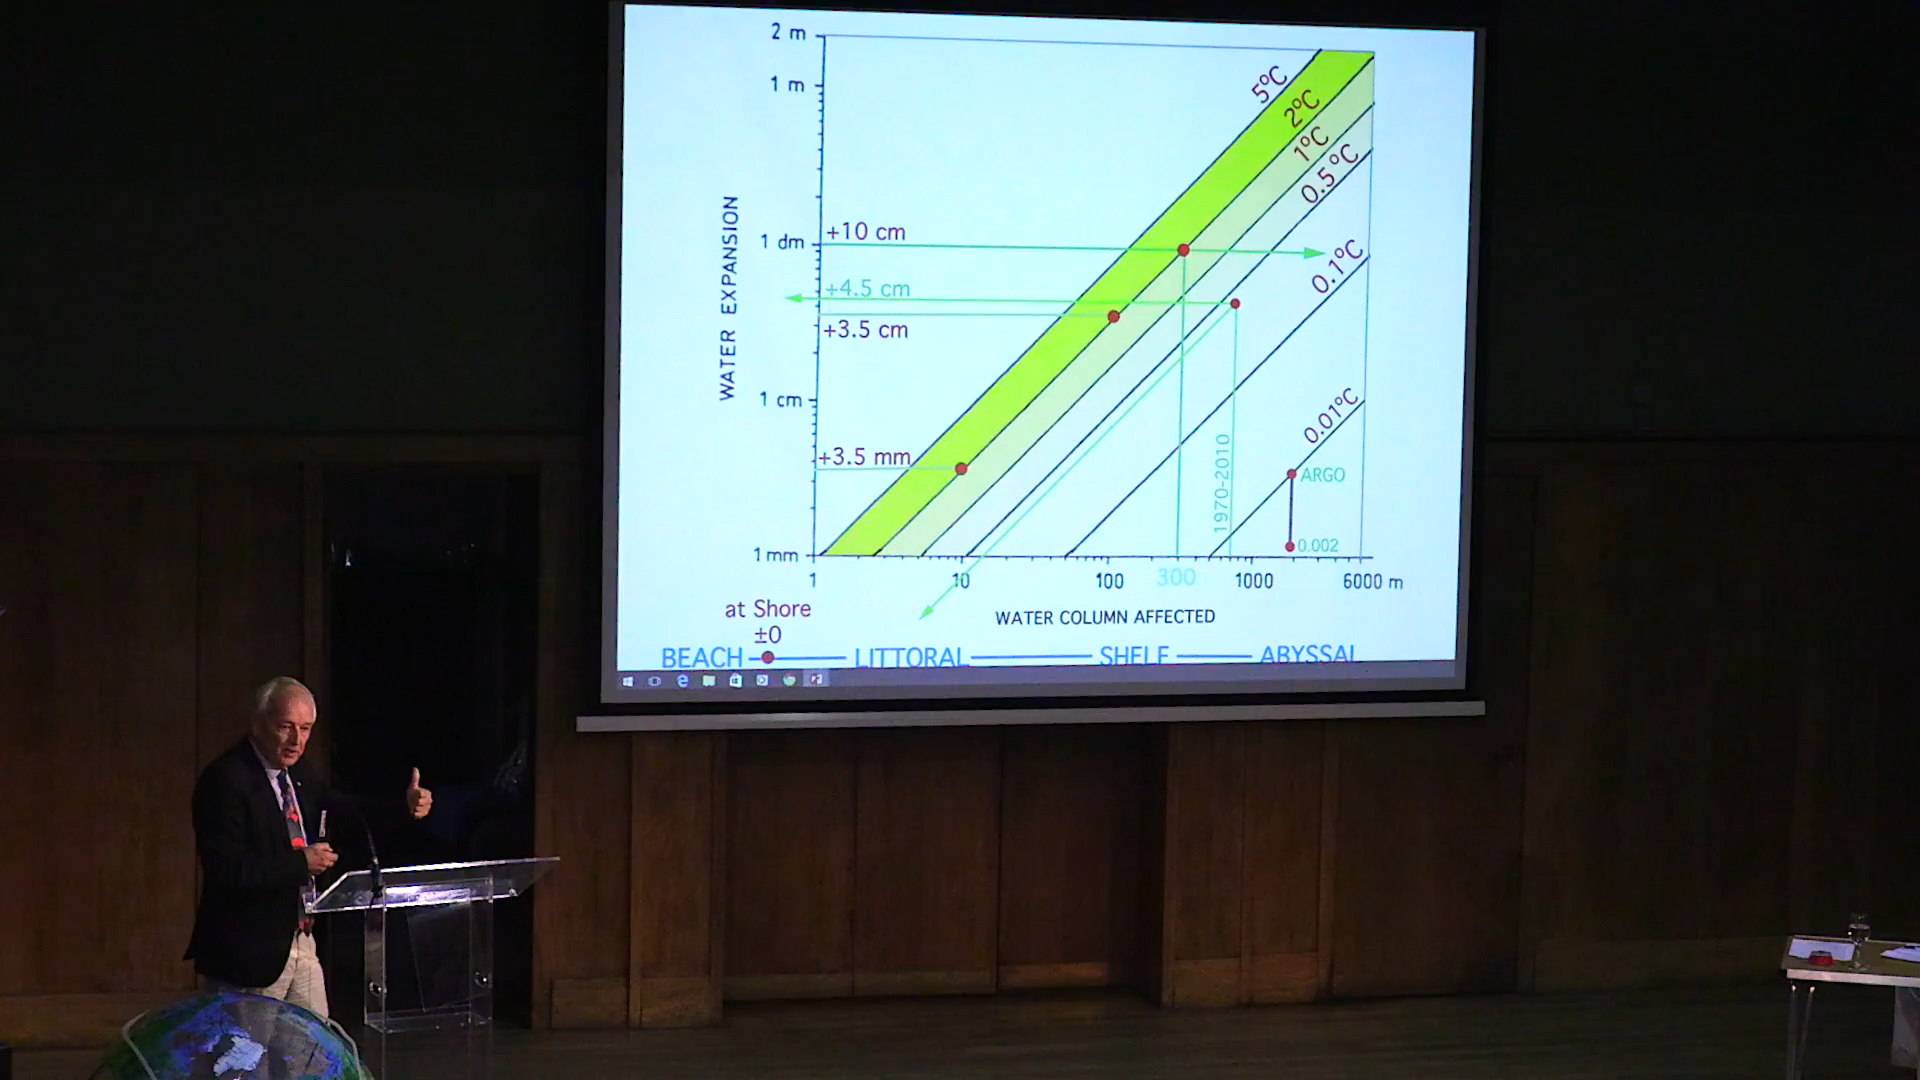 2 m
5ºC
1 m
2ºC
1ºC
0.5ºC
WATER EXPANSION
1 dm
+10 cm
0.1ºC
+4.5 cm
+3.5 cm
1 cm
0.01ºC
+3.5 mm
1970-2010
ARGO
1 mm
0.002
1
10
100
300
1000
6000 m
at Shore
±0
WATER COLUMN AFFECTED
BEACH
LITTORAL
SHELF
ABYSSAL